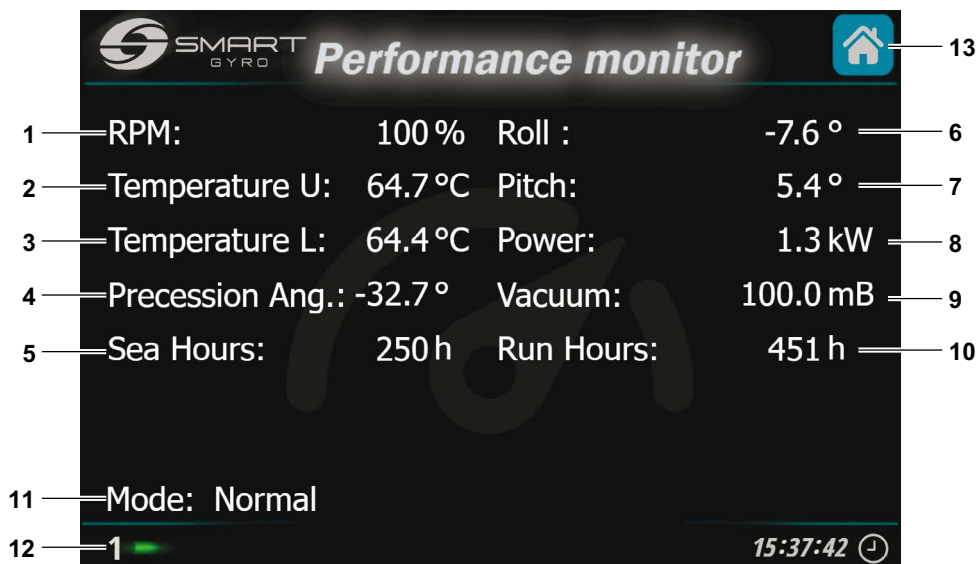 SMART
GYRO
Performance monitor
13
1 RPM: 100 % Roll : -7.6 ° 6
2 Temperature U: 64.7 °C Pitch: 5.4 ° 7
3 Temperature L: 64.4 °C Power: 1.3 kW 8
4 Precession Ang.: -32.7 ° Vacuum: 100.0 mB 9
5 Sea Hours: 250 h Run Hours: 451 h 10
11 Mode: Normal
12 1 15:37:42